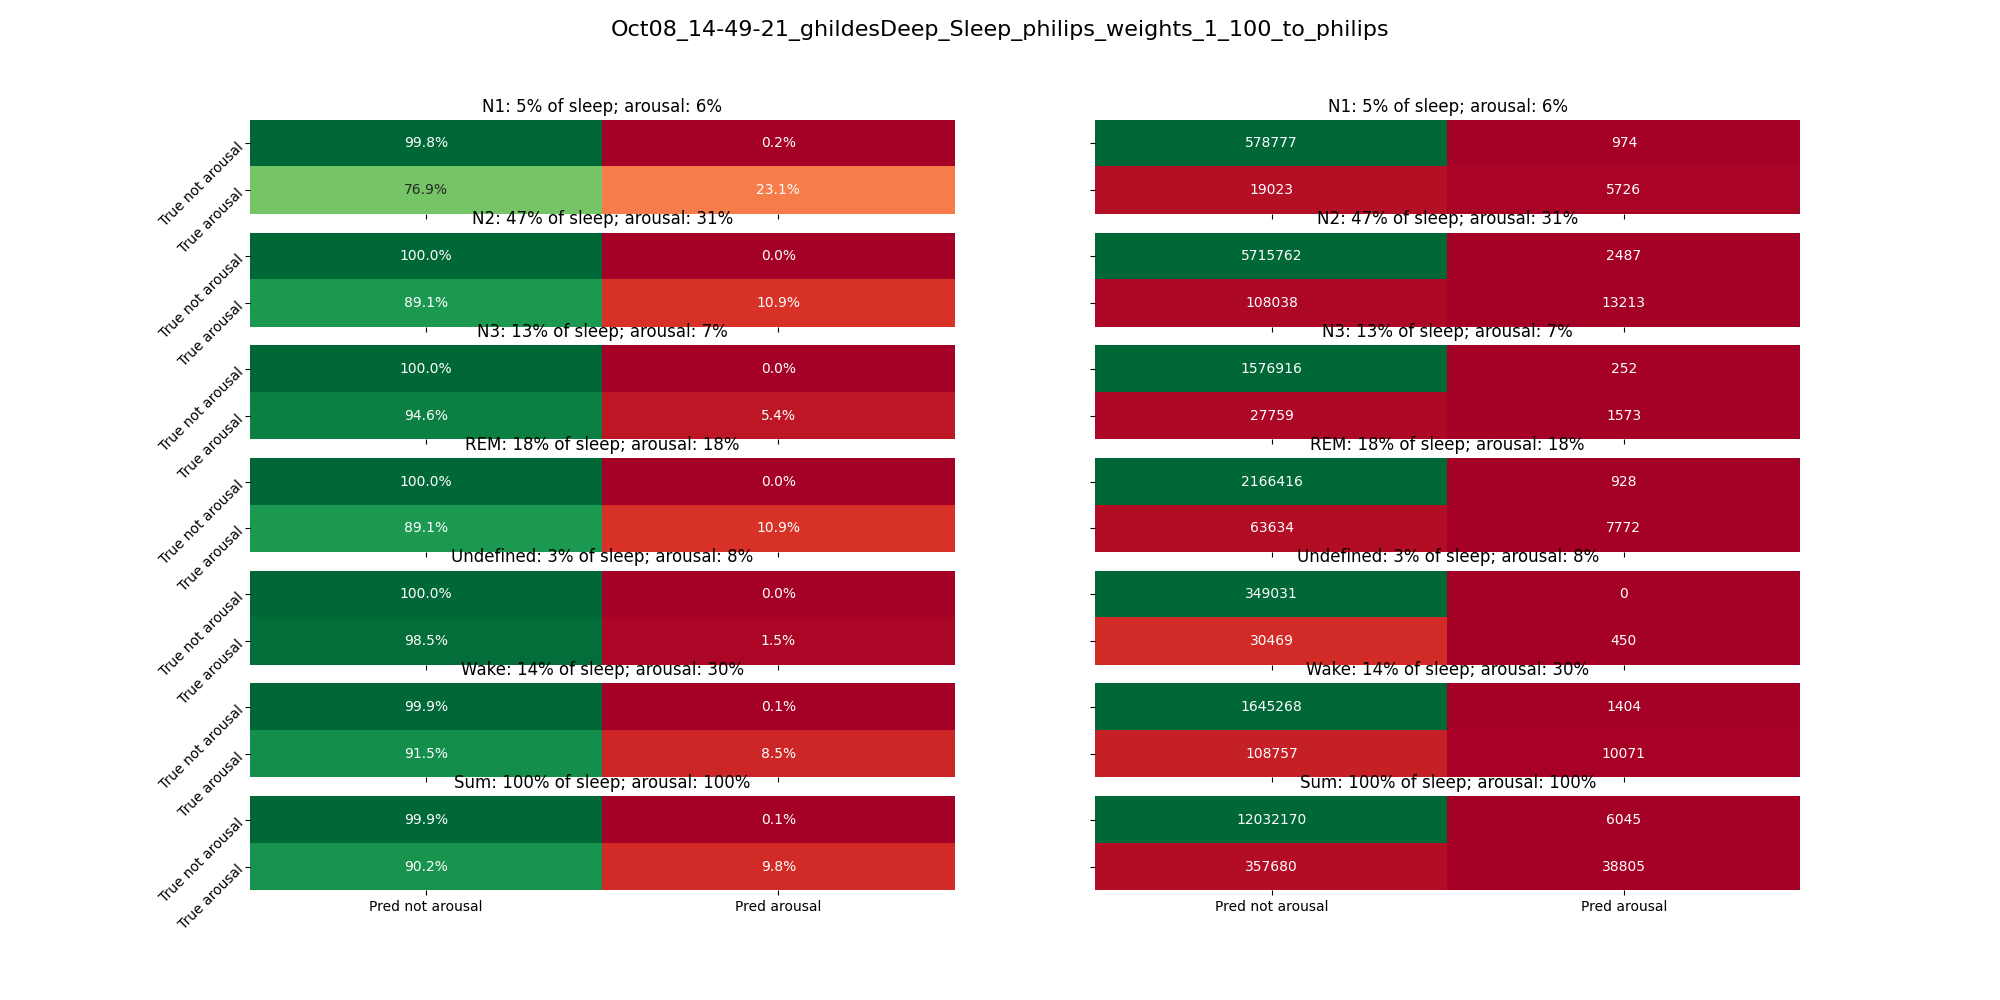 Oct08_14-49-21_ghildesDeep_Sleep_philips_weights_1_100_to_philips
N1: 5% of sleep; arousal: 6%
N1: 5% of sleep; arousal: 6%
True not arousal
99.8%
0.2%
578777
974
True arousal
76.9%
23.1%
19023
5726
N2: 47% of sleep; arousal: 31%
N2: 47% of sleep; arousal: 31%
True not arousal
100.0%
0.0%
5715762
2487
True arousal
89.1%
10.9%
108038
13213
N3: 13% of sleep; arousal: 7%
N3: 13% of sleep; arousal: 7%
True not arousal
100.0%
0.0%
1576916
252
True arousal
94.6%
5.4%
27759
1573
REM: 18% of sleep; arousal: 18%
REM: 18% of sleep; arousal: 18%
True not arousal
100.0%
0.0%
2166416
928
True arousal
89.1%
10.9%
63634
7772
Undefined: 3% of sleep; arousal: 8%
Undefined: 3% of sleep; arousal: 8%
True not arousal
100.0%
0.0%
349031
0
True arousal
98.5%
1.5%
30469
450
Wake: 14% of sleep; arousal: 30%
Wake: 14% of sleep; arousal: 30%
True not arousal
99.9%
0.1%
1645268
1404
True arousal
91.5%
8.5%
108757
10071
Sum: 100% of sleep; arousal: 100%
Sum: 100% of sleep; arousal: 100%
True not arousal
99.9%
0.1%
12032170
6045
True arousal
90.2%
9.8%
357680
38805
Pred not arousal
Pred arousal
Pred not arousal
Pred arousal